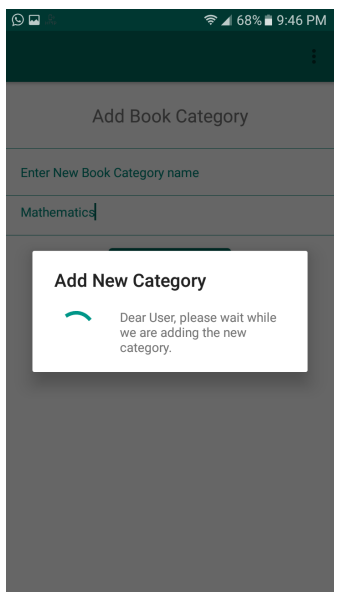 68% 9:46 PM
Add Book Category
Enter New Book Category name
Mathematics
Add New Category
Dear User, please wait while
we are adding the new
category.